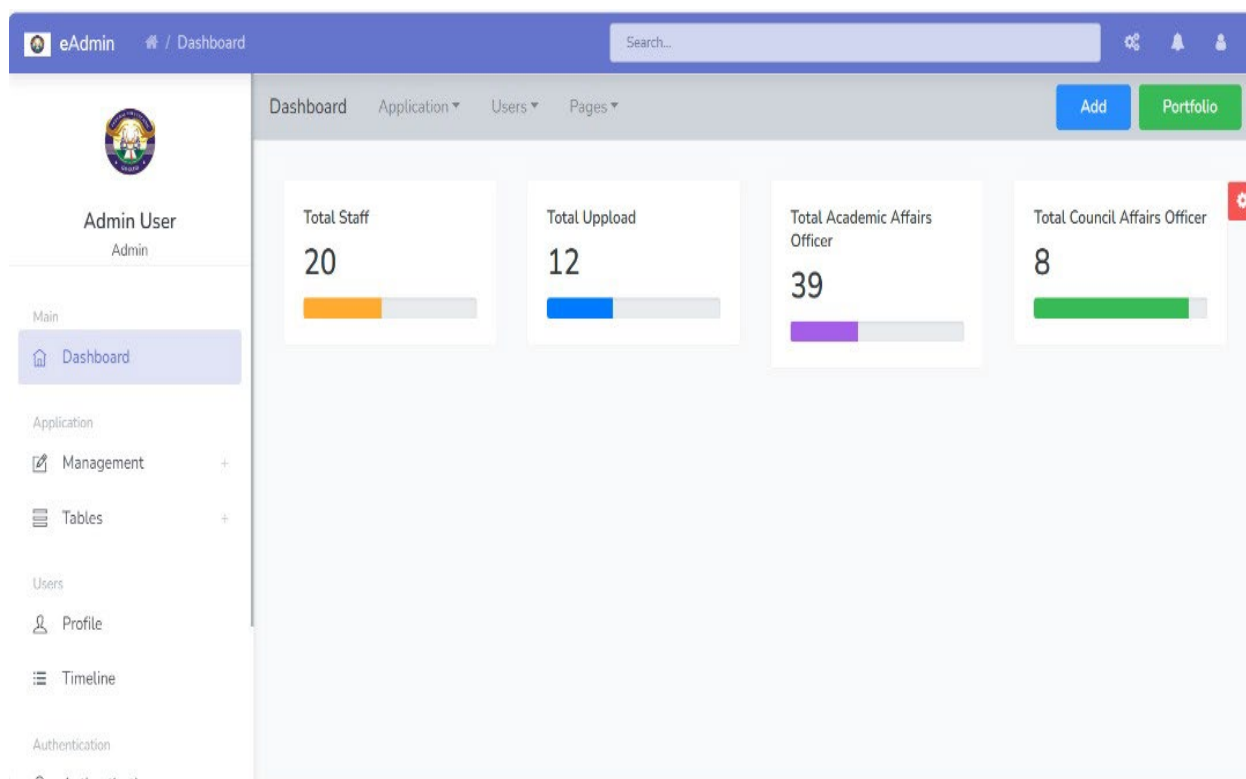 eAdmin / Dashboard Search...
Dashboard Application Users Pages Add Portfolio
Admin User
Admin
Main
Dashboard
Application
Management +
Tables +
Users
Profile
Timeline
Authentication
Total Staff
20
Total Uppload
12
Total Academic Affairs
Officer
39
Total Council Affairs Officer
8